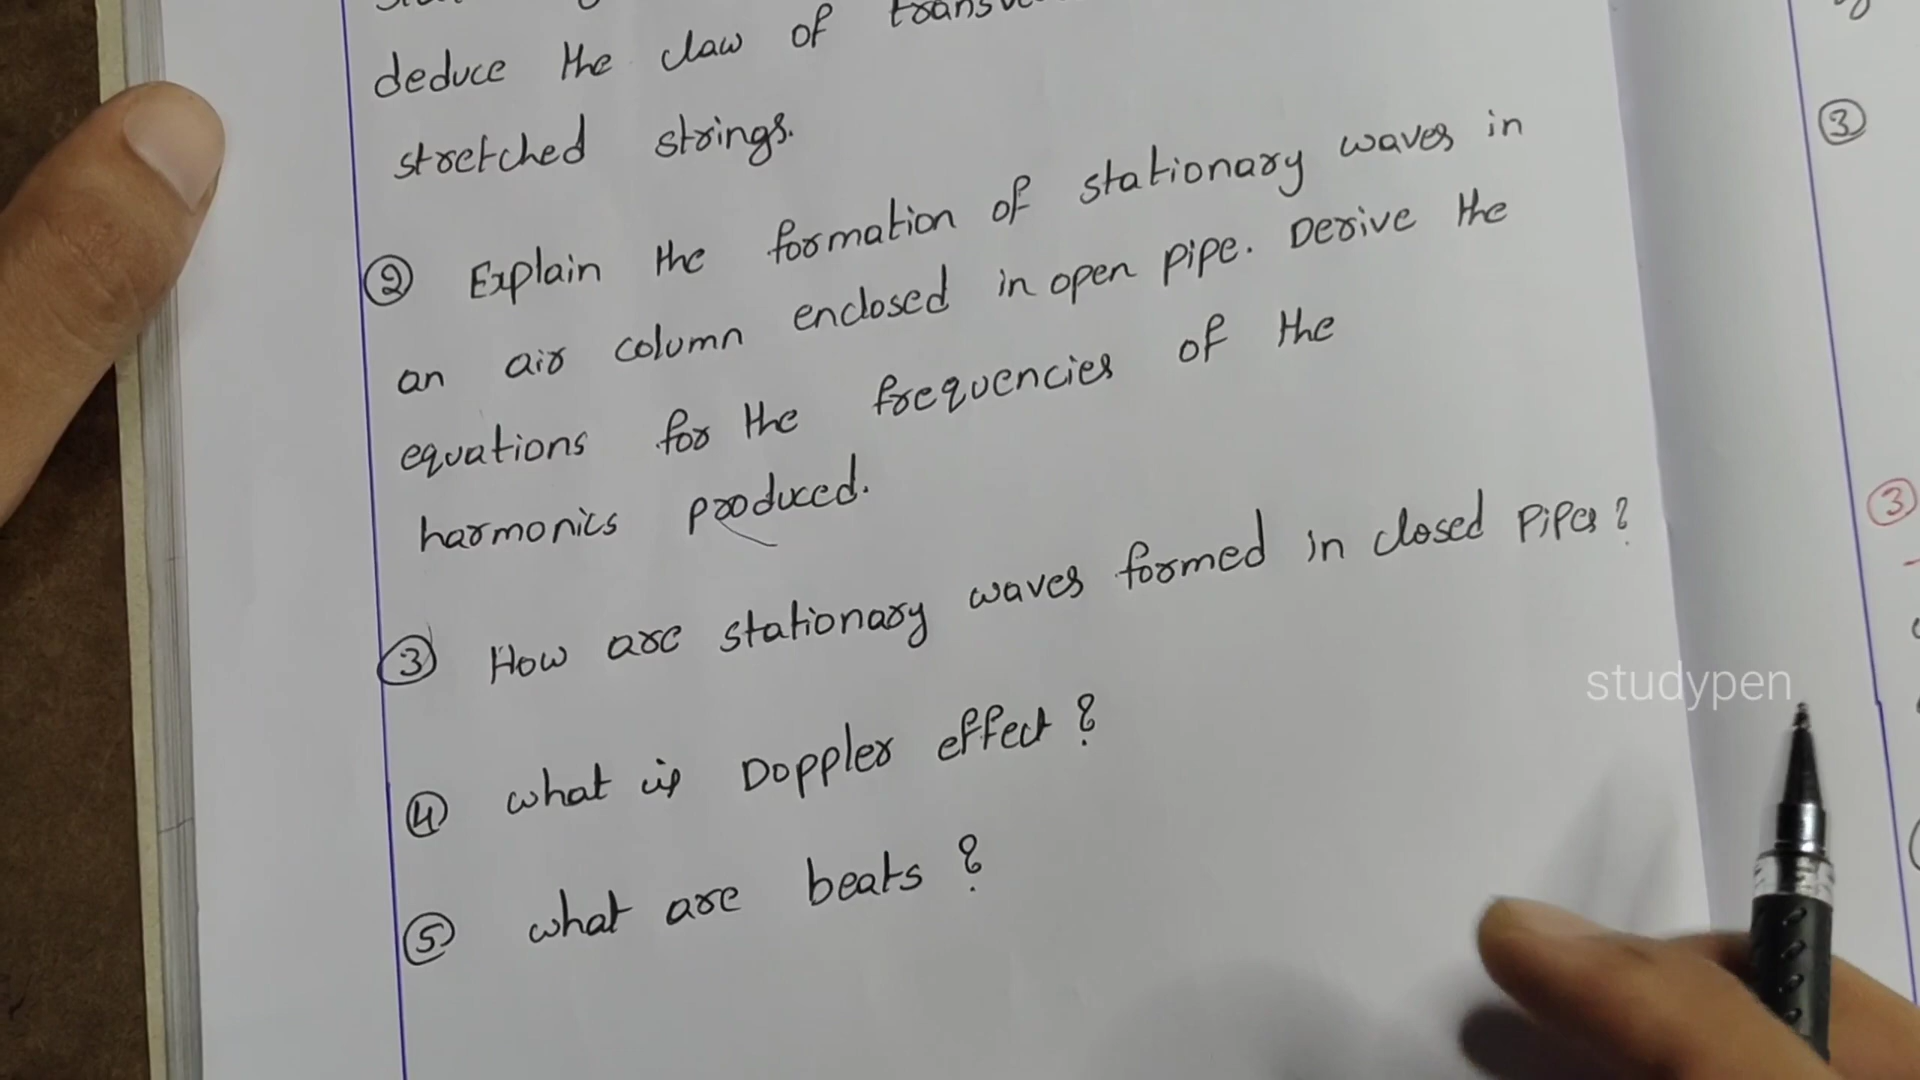 deduce the claw of
stretched strings.
② Explain the formation of stationary waves in
an air column enclosed in open pipe. Derive the
equations for the frequencies of the
harmonics produced.
③ How are stationary waves formed in closed pipes?
④ what is Doppler effect?
⑤ what are beats?
③
③
studypen